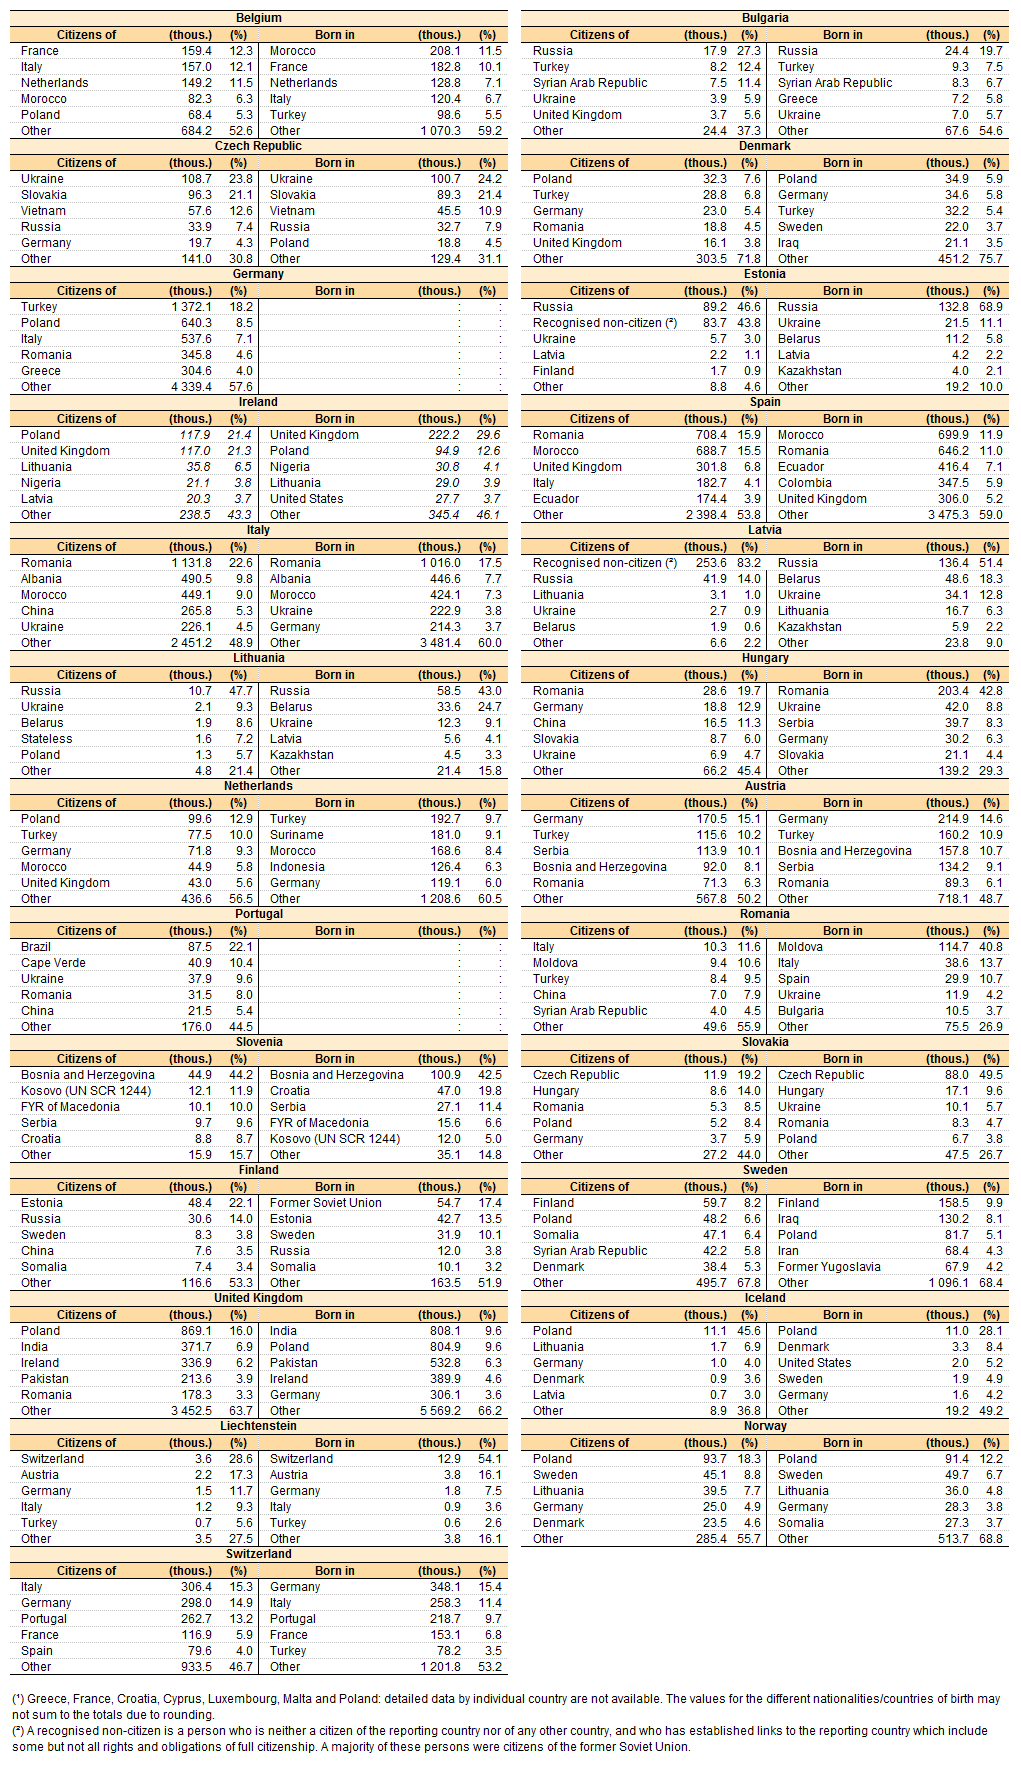 Belgium
Citizens of (thous.) (%) Born in (thous.) (%)
France 159.4 12.3 Morocco 208.1 11.5
Italy 157.0 12.1 France 182.8 10.1
Netherlands 149.2 11.5 Netherlands 128.8 7.1
Morocco 82.3 6.3 Italy 120.4 6.7
Poland 68.4 5.3 Turkey 98.6 5.5
Other 684.2 52.6 Other 1 070.3 59.2
Bulgaria
Citizens of (thous.) (%) Born in (thous.) (%)
Russia 17.9 27.3 Russia 24.4 19.7
Turkey 8.2 12.4 Turkey 9.3 7.5
Syrian Arab Republic 7.5 11.4 Syrian Arab Republic 8.3 6.7
Ukraine 3.9 5.9 Greece 7.2 5.8
United Kingdom 3.7 5.6 Ukraine 7.0 5.7
Other 24.4 37.3 Other 67.6 54.6
Czech Republic
Citizens of (thous.) (%) Born in (thous.) (%)
Ukraine 108.7 23.8 Ukraine 100.7 24.2
Slovakia 96.3 21.1 Slovakia 89.3 21.4
Vietnam 57.6 12.6 Vietnam 45.5 10.9
Russia 33.9 7.4 Russia 32.7 7.9
Germany 19.7 4.3 Poland 18.8 4.5
Other 141.0 30.8 Other 129.4 31.1
Denmark
Citizens of (thous.) (%) Born in (thous.) (%)
Poland 32.3 7.6 Poland 34.9 5.9
Turkey 28.8 6.8 Germany 34.6 5.8
Germany 23.0 5.4 Turkey 32.2 5.4
Romania 18.8 4.5 Sweden 22.0 3.7
United Kingdom 16.1 3.8 Iraq 21.1 3.5
Other 303.5 71.8 Other 451.2 75.7
Germany
Citizens of (thous.) (%) Born in (thous.) (%)
Turkey 1 372.1 18.2 : :
Poland 640.3 8.5 : :
Italy 537.6 7.1 : :
Romania 345.8 4.6 : :
Greece 304.6 4.0 : :
Other 4 339.4 57.6 : :
Estonia
Citizens of (thous.) (%) Born in (thous.) (%)
Russia 89.2 46.6 Russia 132.8 68.9
Recognised non-citizen (²) 83.7 43.8 Ukraine 21.5 11.1
Ukraine 5.7 3.0 Belarus 11.2 5.8
Latvia 2.2 1.1 Latvia 4.2 2.2
Finland 1.7 0.9 Kazakhstan 4.0 2.1
Other 8.8 4.6 Other 19.2 10.0
Ireland
Citizens of (thous.) (%) Born in (thous.) (%)
Poland 117.9 21.4 United Kingdom 222.2 29.6
United Kingdom 117.0 21.3 Poland 94.9 12.6
Lithuania 35.8 6.5 Nigeria 30.8 4.1
Nigeria 21.1 3.8 Lithuania 29.0 3.9
Latvia 20.3 3.7 United States 27.7 3.7
Other 238.5 43.3 Other 345.4 46.1
Spain
Citizens of (thous.) (%) Born in (thous.) (%)
Romania 708.4 15.9 Morocco 699.9 11.9
Morocco 688.7 15.5 Romania 646.2 11.0
United Kingdom 301.8 6.8 Ecuador 416.4 7.1
Italy 182.7 4.1 Colombia 347.5 5.9
Ecuador 174.4 3.9 United Kingdom 306.0 5.2
Other 2 398.4 53.8 Other 3 475.3 59.0
Italy
Citizens of (thous.) (%) Born in (thous.) (%)
Romania 1 131.8 22.6 Romania 1 016.0 17.5
Albania 490.5 9.8 Albania 446.6 7.7
Morocco 449.1 9.0 Morocco 424.1 7.3
China 265.8 5.3 Ukraine 222.9 3.8
Ukraine 226.1 4.5 Germany 214.3 3.7
Other 2 451.2 48.9 Other 3 481.4 60.0
Latvia
Citizens of (thous.) (%) Born in (thous.) (%)
Recognised non-citizen (²) 253.6 83.2 Russia 136.4 51.4
Russia 41.9 14.0 Belarus 48.6 18.3
Lithuania 3.1 1.0 Ukraine 34.1 12.8
Ukraine 2.7 0.9 Lithuania 16.7 6.3
Belarus 1.9 0.6 Kazakhstan 5.9 2.2
Other 6.6 2.2 Other 23.8 9.0
Lithuania
Citizens of (thous.) (%) Born in (thous.) (%)
Russia 10.7 47.7 Russia 58.5 43.0
Ukraine 2.1 9.3 Belarus 33.6 24.7
Belarus 1.9 8.6 Ukraine 12.3 9.1
Stateless 1.6 7.2 Latvia 5.6 4.1
Poland 1.3 5.7 Kazakhstan 4.5 3.3
Other 4.8 21.4 Other 21.4 15.8
Hungary
Citizens of (thous.) (%) Born in (thous.) (%)
Romania 28.6 19.7 Romania 203.4 42.8
Germany 18.8 12.9 Ukraine 42.0 8.8
China 16.5 11.3 Serbia 39.7 8.3
Slovakia 8.7 6.0 Germany 30.2 6.3
Ukraine 6.9 4.7 Slovakia 21.1 4.4
Other 66.2 45.4 Other 139.2 29.3
Netherlands
Citizens of (thous.) (%) Born in (thous.) (%)
Poland 99.6 12.9 Turkey 192.7 9.7
Turkey 77.5 10.0 Suriname 181.0 9.1
Germany 71.8 9.3 Morocco 168.6 8.4
Morocco 44.9 5.8 Indonesia 126.4 6.3
United Kingdom 43.0 5.6 Germany 119.1 6.0
Other 436.6 56.5 Other 1 208.6 60.5
Austria
Citizens of (thous.) (%) Born in (thous.) (%)
Germany 170.5 15.1 Germany 214.9 14.6
Turkey 115.6 10.2 Turkey 160.2 10.9
Serbia 113.9 10.1 Bosnia and Herzegovina 157.8 10.7
Bosnia and Herzegovina 92.0 8.1 Serbia 134.2 9.1
Romania 71.3 6.3 Romania 89.3 6.1
Other 567.8 50.2 Other 718.1 48.7
Portugal
Citizens of (thous.) (%) Born in (thous.) (%)
Brazil 87.5 22.1 : :
Cape Verde 40.9 10.4 : :
Ukraine 37.9 9.6 : :
Romania 31.5 8.0 : :
China 21.5 5.4 : :
Other 176.0 44.5 : :
Romania
Citizens of (thous.) (%) Born in (thous.) (%)
Italy 10.3 11.6 Moldova 114.7 40.8
Moldova 9.4 10.6 Italy 38.6 13.7
Turkey 8.4 9.5 Spain 29.9 10.7
China 7.0 7.9 Ukraine 11.9 4.2
Syrian Arab Republic 4.0 4.5 Bulgaria 10.5 3.7
Other 49.6 55.9 Other 75.5 26.9
Slovenia
Citizens of (thous.) (%) Born in (thous.) (%)
Bosnia and Herzegovina 44.9 44.2 Bosnia and Herzegovina 100.9 42.5
Kosovo (UN SCR 1244) 12.1 11.9 Croatia 47.0 19.8
FYR of Macedonia 10.1 10.0 Serbia 27.1 11.4
Serbia 9.7 9.6 FYR of Macedonia 15.6 6.6
Croatia 8.8 8.7 Kosovo (UN SCR 1244) 12.0 5.0
Other 15.9 15.7 Other 35.1 14.8
Slovakia
Citizens of (thous.) (%) Born in (thous.) (%)
Czech Republic 11.9 19.2 Czech Republic 88.0 49.5
Hungary 8.6 14.0 Hungary 17.1 9.6
Romania 5.3 8.5 Ukraine 10.1 5.7
Poland 5.2 8.4 Romania 8.3 4.7
Germany 3.7 5.9 Poland 6.7 3.8
Other 27.2 44.0 Other 47.5 26.7
Finland
Citizens of (thous.) (%) Born in (thous.) (%)
Estonia 48.4 22.1 Former Soviet Union 54.7 17.4
Russia 30.6 14.0 Estonia 42.7 13.5
Sweden 8.3 3.8 Sweden 31.9 10.1
China 7.6 3.5 Russia 12.0 3.8
Somalia 7.4 3.4 Somalia 10.1 3.2
Other 116.6 53.3 Other 163.5 51.9
Sweden
Citizens of (thous.) (%) Born in (thous.) (%)
Finland 59.7 8.2 Finland 158.5 9.9
Poland 48.2 6.6 Iraq 130.2 8.1
Somalia 47.1 6.4 Poland 81.7 5.1
Syrian Arab Republic 42.2 5.8 Iran 68.4 4.3
Denmark 38.4 5.3 Former Yugoslavia 67.9 4.2
Other 495.7 67.8 Other 1 096.1 68.4
United Kingdom
Citizens of (thous.) (%) Born in (thous.) (%)
Poland 869.1 16.0 India 808.1 9.6
India 371.7 6.9 Poland 804.9 9.6
Ireland 336.9 6.2 Pakistan 532.8 6.3
Pakistan 213.6 3.9 Ireland 389.9 4.6
Romania 178.3 3.3 Germany 306.1 3.6
Other 3 452.5 63.7 Other 5 569.2 66.2
Iceland
Citizens of (thous.) (%) Born in (thous.) (%)
Poland 11.1 45.6 Poland 11.0 28.1
Lithuania 1.7 6.9 Denmark 3.3 8.4
Germany 1.0 4.0 United States 2.0 5.2
Denmark 0.9 3.6 Sweden 1.9 4.9
Latvia 0.7 3.0 Germany 1.6 4.2
Other 8.9 36.8 Other 19.2 49.2
Liechtenstein
Citizens of (thous.) (%) Born in (thous.) (%)
Switzerland 3.6 28.6 Switzerland 12.9 54.1
Austria 2.2 17.3 Austria 3.8 16.1
Germany 1.5 11.7 Germany 1.8 7.5
Italy 1.2 9.3 Italy 0.9 3.6
Turkey 0.7 5.6 Turkey 0.6 2.6
Other 3.5 27.5 Other 3.8 16.1
Norway
Citizens of (thous.) (%) Born in (thous.) (%)
Poland 93.7 18.3 Poland 91.4 12.2
Sweden 45.1 8.8 Sweden 49.7 6.7
Lithuania 39.5 7.7 Lithuania 36.0 4.8
Germany 25.0 4.9 Germany 28.3 3.8
Denmark 23.5 4.6 Somalia 27.3 3.7
Other 285.4 55.7 Other 513.7 68.8
Switzerland
Citizens of (thous.) (%) Born in (thous.) (%)
Italy 306.4 15.3 Germany 348.1 15.4
Germany 298.0 14.9 Italy 258.3 11.4
Portugal 262.7 13.2 Portugal 218.7 9.7
France 116.9 5.9 France 153.1 6.8
Spain 79.6 4.0 Turkey 78.2 3.5
Other 933.5 46.7 Other 1 201.8 53.2
(¹) Greece, France, Croatia, Cyprus, Luxembourg, Malta and Poland: detailed data by individual country are not available. The values for the different nationalities/countries of birth may
not sum to the totals due to rounding.
(²) A recognised non-citizen is a person who is neither a citizen of the reporting country nor of any other country, and who has established links to the reporting country which include
some but not all rights and obligations of full citizenship. A majority of these persons were citizens of the former Soviet Union.